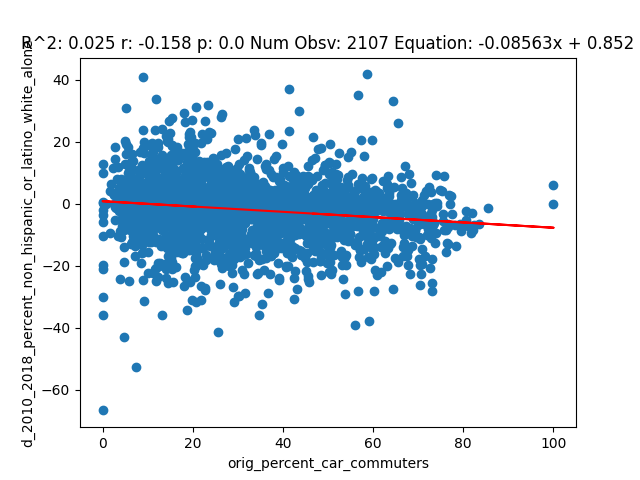 R^2: 0.025 r: -0.158 p: 0.0 Num Obsv: 2107 Equation: -0.08563x + 0.852
d_2010_2018_percent_non_hispanic_or_latino_white_alone
40
20
0
−20
−40
−60
0 20 40 60 80 100
orig_percent_car_commuters